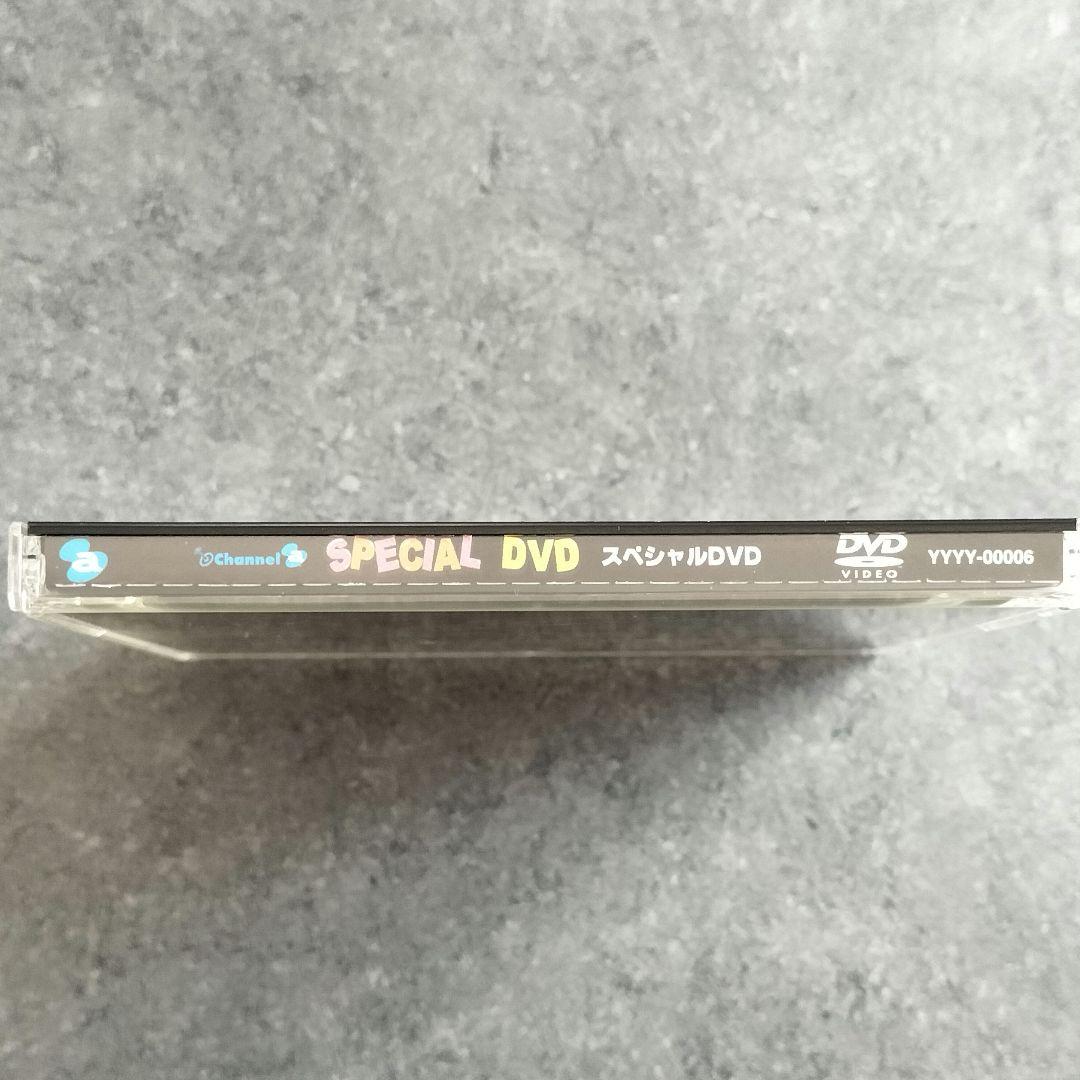 a
Channel a SPECIAL DVD スペシャルDVD DVD VIDEO YYYY-00006